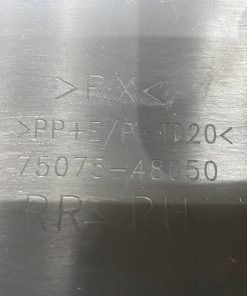 >RX<
>PP+E/P-TD20<
75075-48050
RR RH